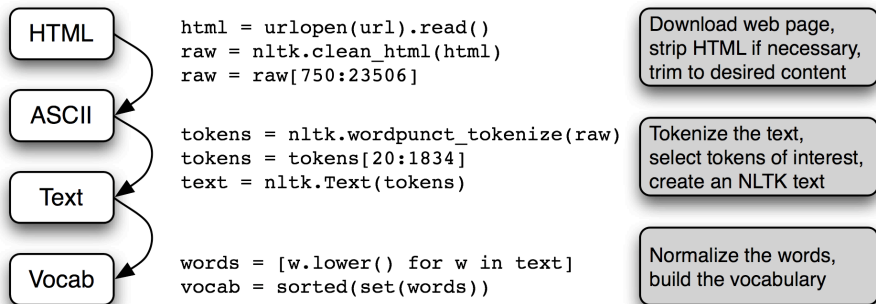 HTML
html = urlopen(url).read()
raw = nltk.clean_html(html)
raw = raw[750:23506]
Download web page,
strip HTML if necessary,
trim to desired content
ASCII
tokens = nltk.wordpunct_tokenize(raw)
tokens = tokens[20:1834]
text = nltk.Text(tokens)
Tokenize the text,
select tokens of interest,
create an NLTK text
Text
words = [w.lower() for w in text]
vocab = sorted(set(words))
Normalize the words,
build the vocabulary
Vocab